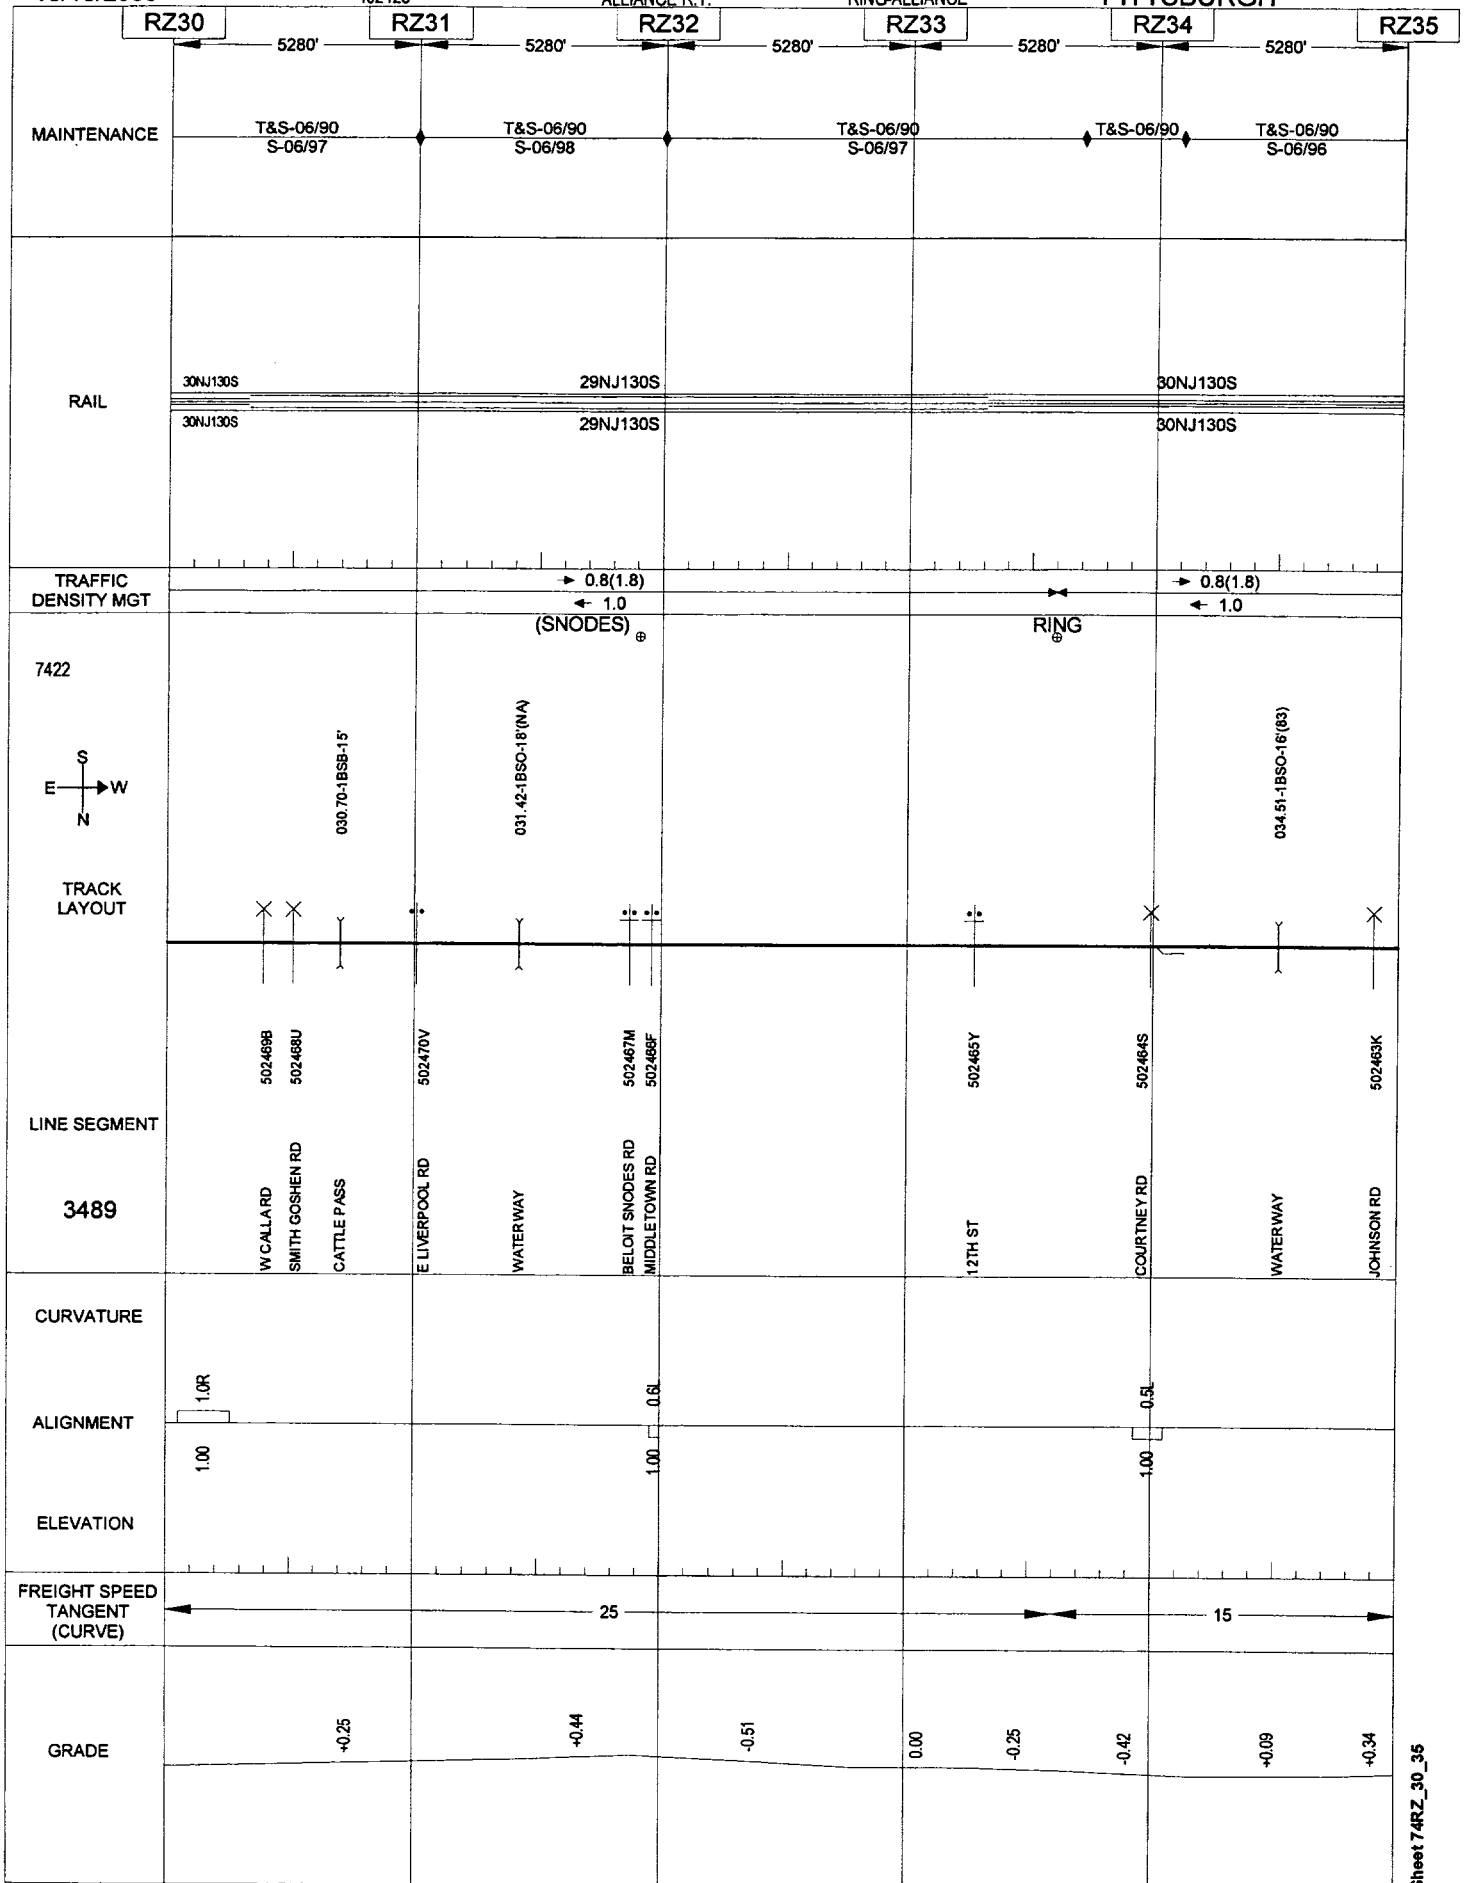 ALLIANCE R.T.
RING-ALLIANCE
PITTSBURGH
RZ30 RZ31 RZ32 RZ33 RZ34 RZ35
5280' 5280' 5280' 5280' 5280'
MAINTENANCE
T&S-06/90 T&S-06/90 T&S-06/90 T&S-06/90 T&S-06/90
S-06/97 S-06/98 S-06/97 S-06/96
RAIL
30NJ130S 29NJ130S 30NJ130S
30NJ130S 29NJ130S 30NJ130S
TRAFFIC
DENSITY MGT
→ 0.8(1.8) → 0.8(1.8)
← 1.0 ← 1.0
(SNODES) RING
7422
S
E W
N
030.70-1BSB-15'
031.42-1BSO-18'(NA)
034.51-1BSO-16'(83)
TRACK
LAYOUT
502469B
502468U
502470V
502467M
502466F
502465Y
502464S
502463K
LINE SEGMENT
3489
W CALLA RD
SMITH GOSHEN RD
CATTLE PASS
E LIVERPOOL RD
WATERWAY
BELOIT SNODES RD
MIDDLETOWN RD
12TH ST
COURTNEY RD
WATERWAY
JOHNSON RD
CURVATURE
1.0R 0.6L 0.5L
ALIGNMENT
1.00 1.00 1.00
ELEVATION
FREIGHT SPEED
TANGENT
(CURVE)
25 15
GRADE
+0.25 +0.44 -0.51 0.00 -0.25 -0.42 +0.09 +0.34
Sheet 74RZ_30_35